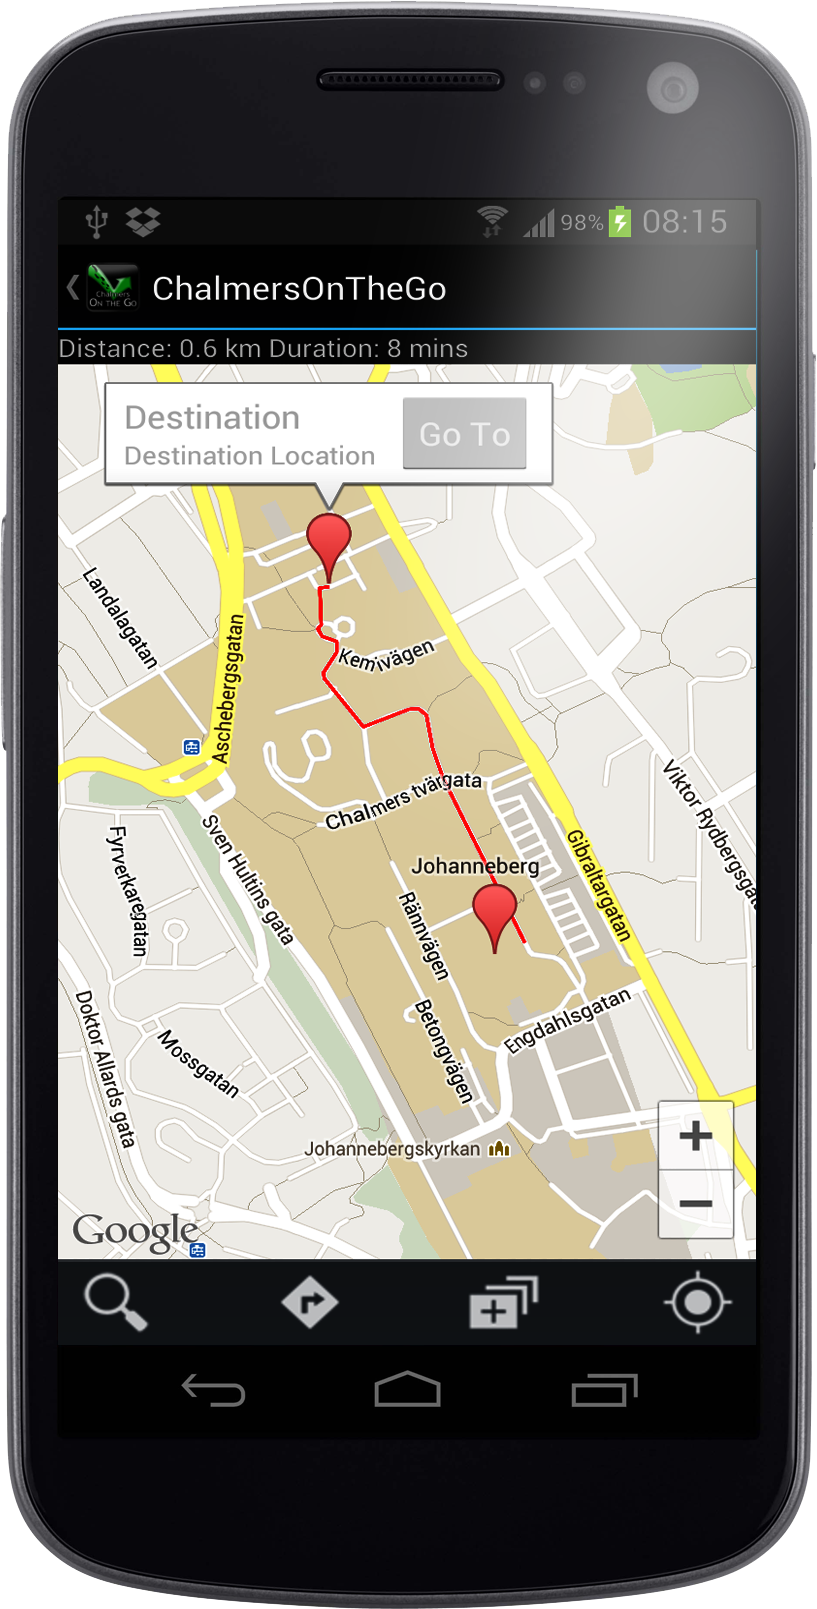 98% 08:15
Chalmers
ON THE GO
ChalmersOnTheGo
Distance: 0.6 km Duration: 8 mins
Destination
Destination Location
Go To
Landalagatan
Aschebergsgatan
Kemivägen
Chalmers tvärgata
Viktor Rydbergsgata
Sven Hultins gata
Fyrverkaregatan
Johanneberg
Gibraltargatan
Rännvägen
Doktor Allards gata
Mossgatan
Betongvägen
Engdahlsgatan
Johannebergskyrkan
Google